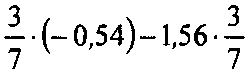 3/7 · (− 0,54) − 1,56 · 3/7